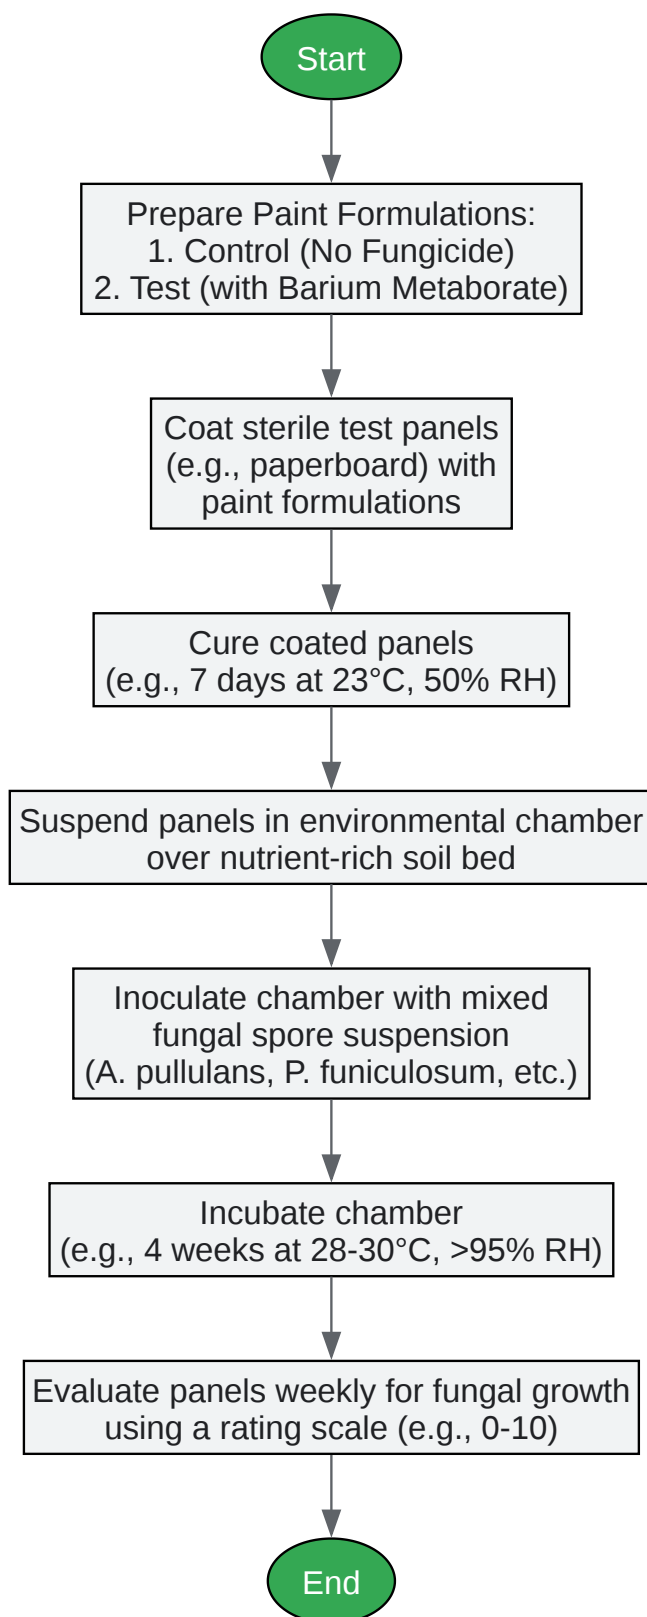 Start
Prepare Paint Formulations:
1. Control (No Fungicide)
2. Test (with Barium Metaborate)
Coat sterile test panels
(e.g., paperboard) with
paint formulations
Cure coated panels
(e.g., 7 days at 23°C, 50% RH)
Suspend panels in environmental chamber
over nutrient-rich soil bed
Inoculate chamber with mixed
fungal spore suspension
(A. pullulans, P. funiculosum, etc.)
Incubate chamber
(e.g., 4 weeks at 28-30°C, >95% RH)
Evaluate panels weekly for fungal growth
using a rating scale (e.g., 0-10)
End